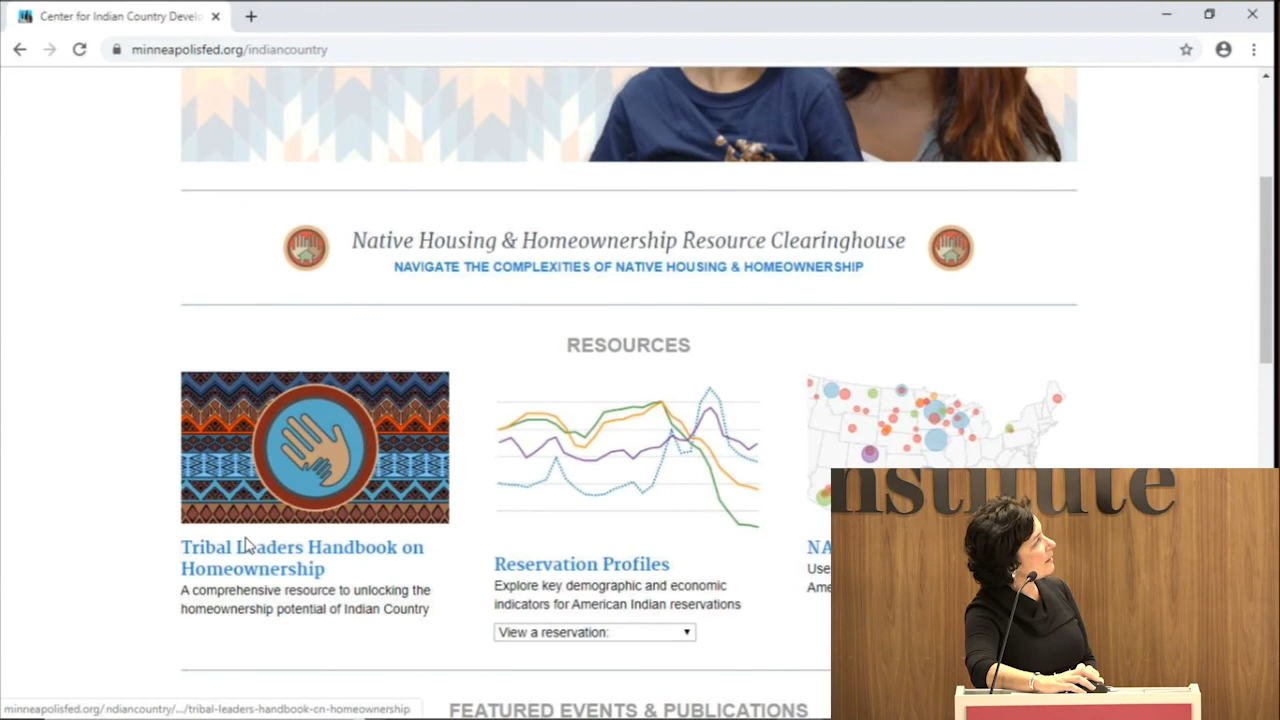 Center for Indian Country Develo
minneapolisfed.org/indiancountry
Native Housing & Homeownership Resource Clearinghouse
NAVIGATE THE COMPLEXITIES OF NATIVE HOUSING & HOMEOWNERSHIP
RESOURCES
Tribal Leaders Handbook on
Homeownership
A comprehensive resource to unlocking the
homeownership potential of Indian Country
Reservation Profiles
Explore key demographic and economic
indicators for American Indian reservations
View a reservation:
NA
Use
Ame
nstitute
FEATURED EVENTS & PUBLICATIONS
minneapolisfed.org/indiancountry/.../tribal-leaders-handbook-on-homeownership